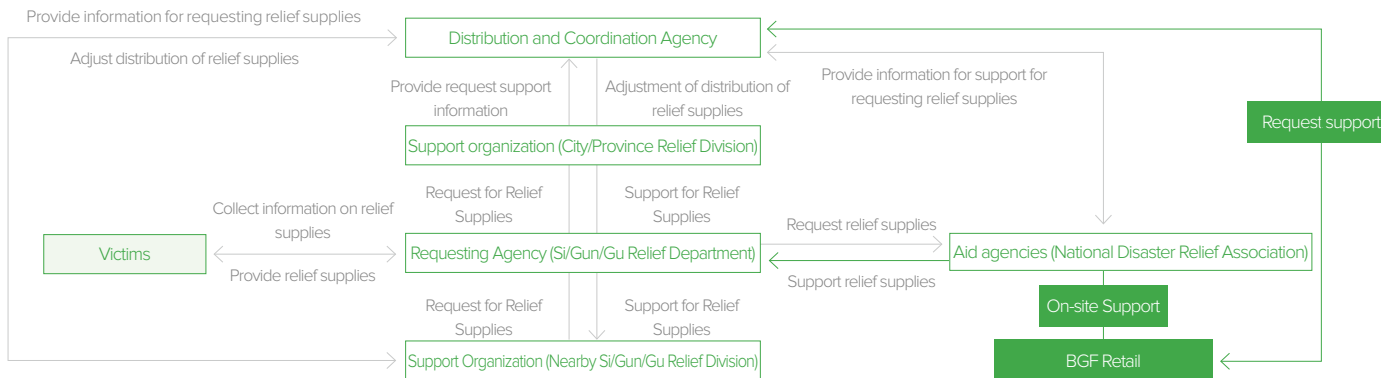 Provide information for requesting relief supplies
Distribution and Coordination Agency
Adjust distribution of relief supplies
Provide request support
information
Adjustment of distribution of
relief supplies
Provide information for support for
requesting relief supplies
Request support
Support organization (City/Province Relief Division)
Request for Relief
Supplies
Support for Relief
Supplies
Collect information on relief
supplies
Victims
Provide relief supplies
Requesting Agency (Si/Gun/Gu Relief Department)
Request relief supplies
Support relief supplies
Aid agencies (National Disaster Relief Association)
Request for Relief
Supplies
Support for Relief
Supplies
On-site Support
Support Organization (Nearby Si/Gun/Gu Relief Division)
BGF Retail